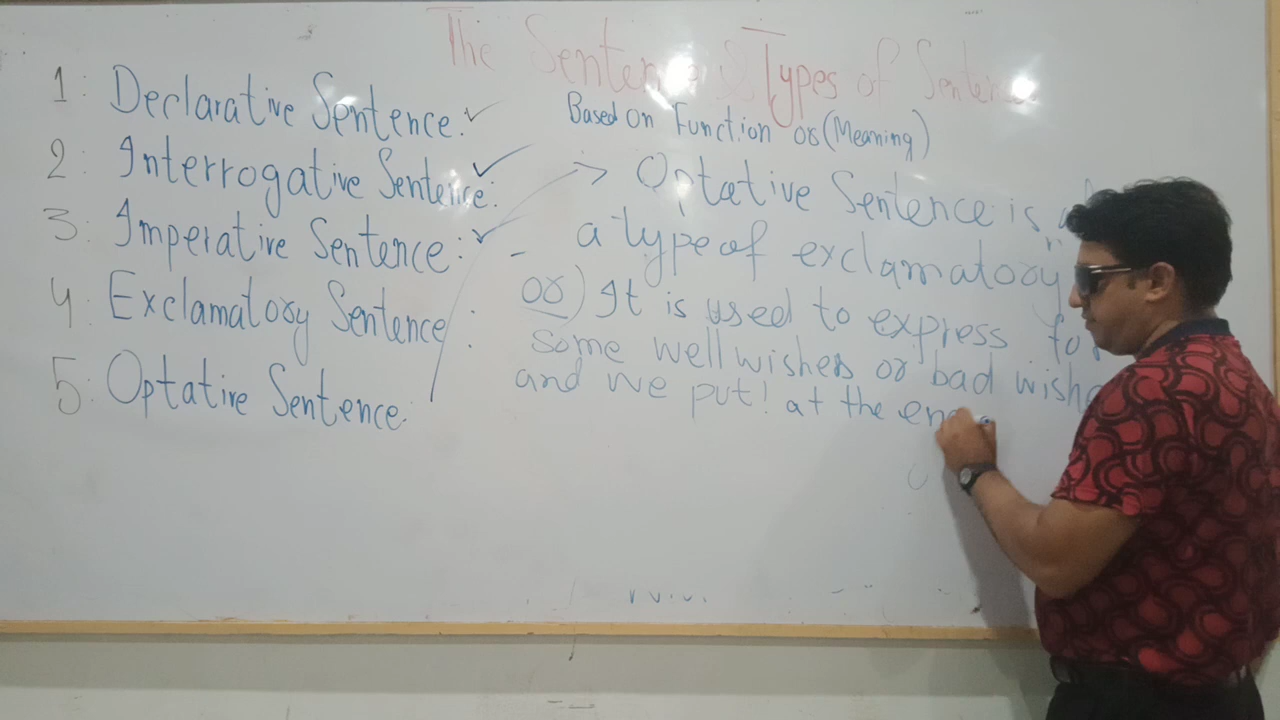 The Sentence & Types of Sentence
1: Declarative Sentence:
2: Interrogative Sentence:
3: Imperative Sentence:
4: Exclamatory Sentence:
5: Optative Sentence:
Based on Function or (Meaning)
-> Optative Sentence is a
a type of exclamatory
or) It is used to express for
some well wishes or bad wishes
and we put! at the end